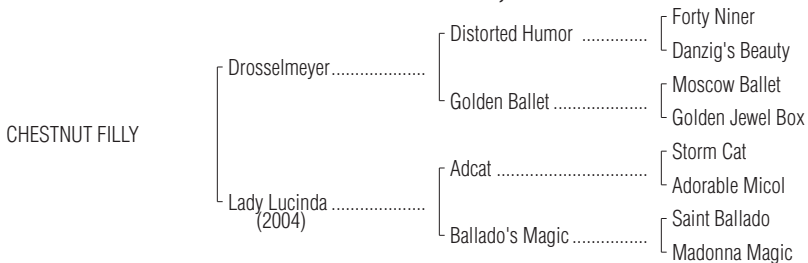 Forty Niner
Distorted Humor ..............
Danzig's Beauty
Drosselmeyer.....................
Moscow Ballet
Golden Ballet ....................
Golden Jewel Box
CHESTNUT FILLY
Storm Cat
Adcat ................................
Adorable Micol
Lady Lucinda .....................
(2004)
Saint Ballado
Ballado's Magic ................
Madonna Magic